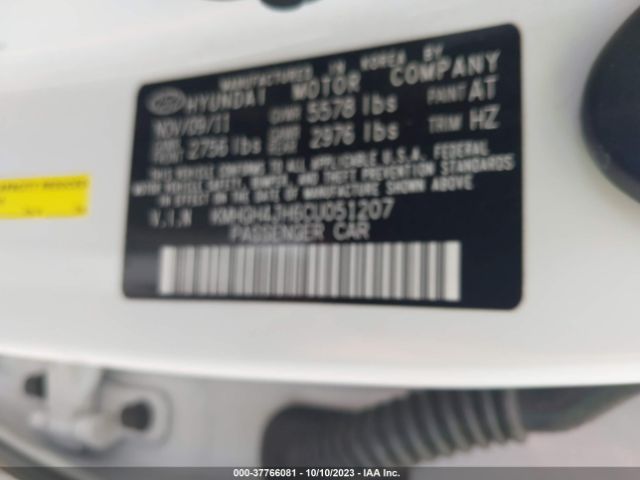 MANUFACTURED IN KOREA BY
HYUNDAI MOTOR COMPANY
NOV/09/11 GVWR 5578 lbs PAINT AT
GAWR FRONT 2756 lbs GAWR REAR 2976 lbs TRIM HZ
THIS VEHICLE CONFORMS TO ALL APPLICABLE U.S.A. FEDERAL
MOTOR VEHICLE SAFETY, BUMPER, AND THEFT PREVENTION STANDARDS
IN EFFECT ON THE DATE OF MANUFACTURE SHOWN ABOVE.
V.I.N KMHGH4JH6CU051207
PASSENGER CAR
000-37766081 - 10/10/2023 - IAA Inc.